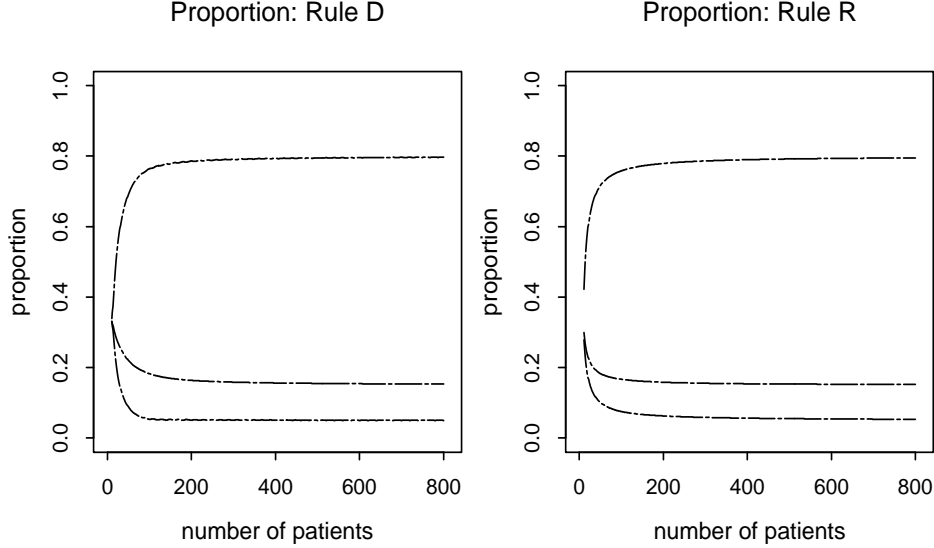 Proportion: Rule D
Proportion: Rule R
proportion
0.0 0.2 0.4 0.6 0.8 1.0
0 200 400 600 800
number of patients
proportion
0.0 0.2 0.4 0.6 0.8 1.0
0 200 400 600 800
number of patients